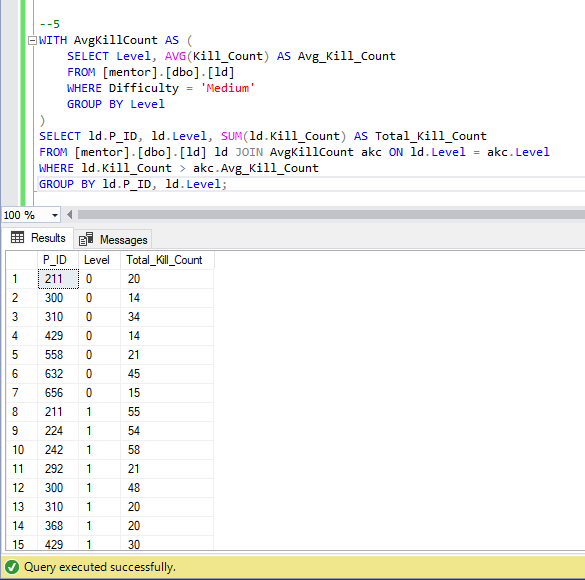 --5
WITH AvgKillCount AS (
SELECT Level, AVG(Kill_Count) AS Avg_Kill_Count
FROM [mentor].[dbo].[ld]
WHERE Difficulty = 'Medium'
GROUP BY Level
)
SELECT ld.P_ID, ld.Level, SUM(ld.Kill_Count) AS Total_Kill_Count
FROM [mentor].[dbo].[ld] ld JOIN AvgKillCount akc ON ld.Level = akc.Level
WHERE ld.Kill_Count > akc.Avg_Kill_Count
GROUP BY ld.P_ID, ld.Level;
100 %
Results Messages
P_ID Level Total_Kill_Count
1 211 0 20
2 300 0 14
3 310 0 34
4 429 0 14
5 558 0 21
6 632 0 45
7 656 0 15
8 211 1 55
9 224 1 54
10 242 1 58
11 292 1 21
12 300 1 48
13 310 1 20
14 368 1 20
15 429 1 30
Query executed successfully.